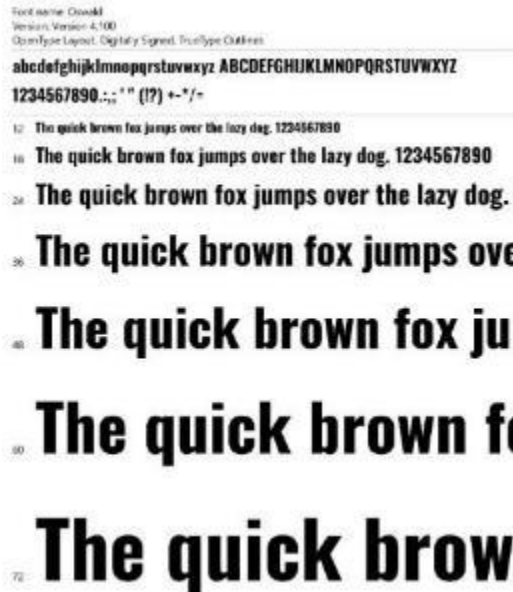 Font name: Oswald
Version: Version 4.100
OpenType Layout, Digitally Signed, TrueType Outlines
abcdefghijklmnopqrstuvwxyz ABCDEFGHIJKLMNOPQRSTUVWXYZ
1234567890.:,; ' " (!?) +-*/=
12 The quick brown fox jumps over the lazy dog. 1234567890
18 The quick brown fox jumps over the lazy dog. 1234567890
24 The quick brown fox jumps over the lazy dog.
36 The quick brown fox jumps ove
48 The quick brown fox ju
60 The quick brown fo
72 The quick brow